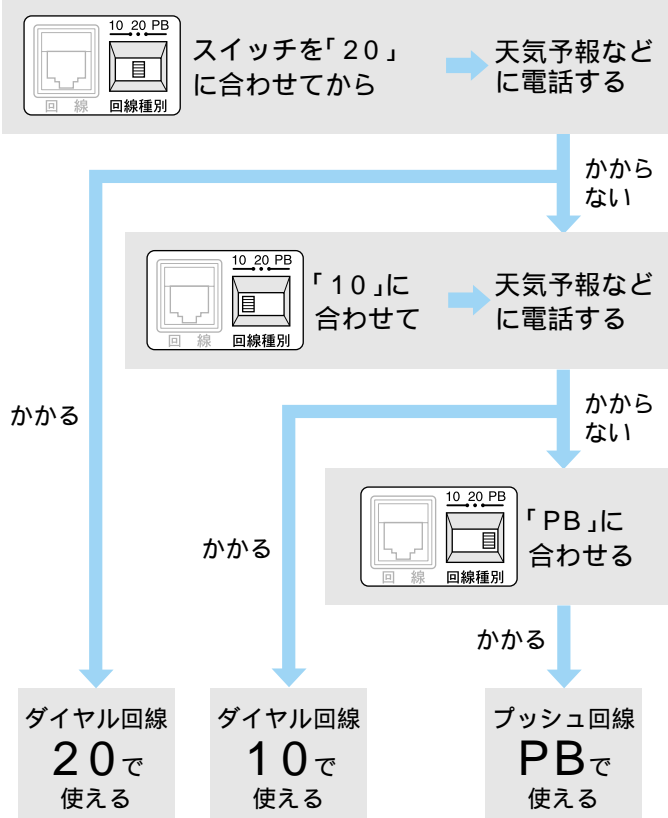 10 20 PB
回 線
回線種別
スイッチを「20」
に合わせてから
天気予報など
に電話する
かから
ない
10 20 PB
回 線
回線種別
「10」に
合わせて
天気予報など
に電話する
かかる
かから
ない
10 20 PB
回 線
回線種別
「PB」に
合わせる
かかる
かかる
ダイヤル回線
20で
使える
ダイヤル回線
10で
使える
プッシュ回線
PBで
使える